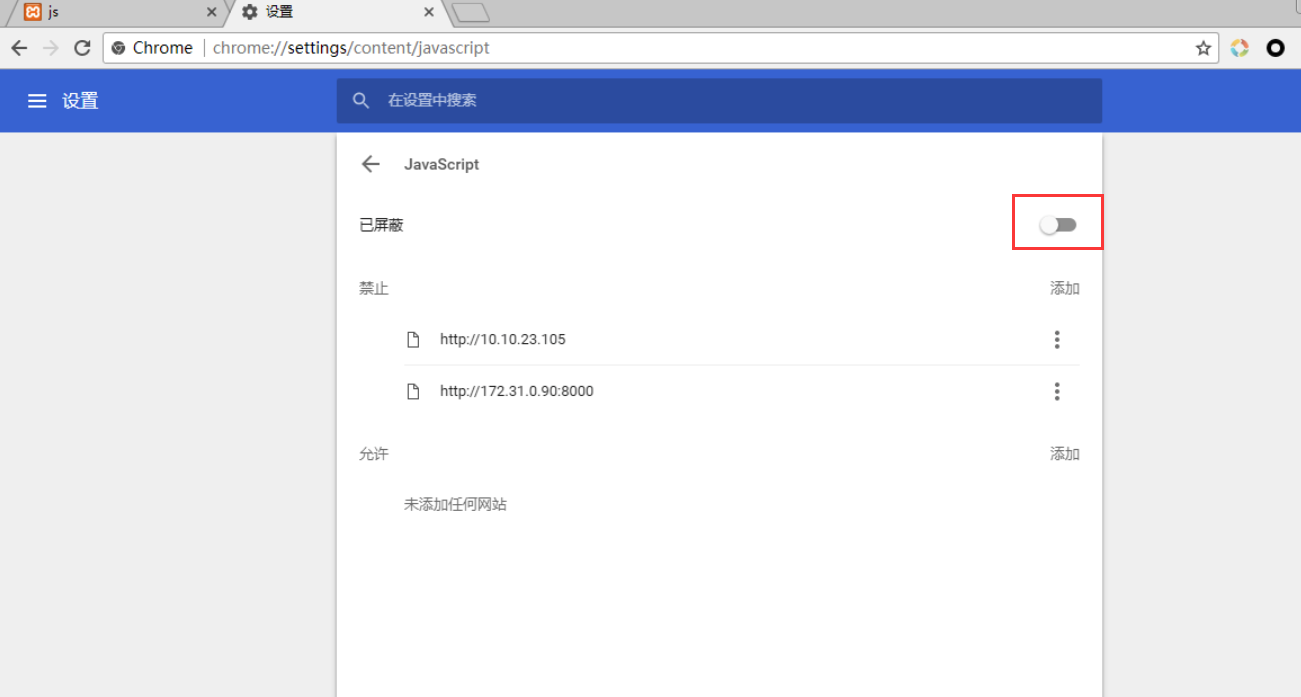 js
设置
Chrome
chrome://settings/content/javascript
设置
在设置中搜索
JavaScript
已屏蔽
禁止 添加
http://10.10.23.105
http://172.31.0.90:8000
允许 添加
未添加任何网站